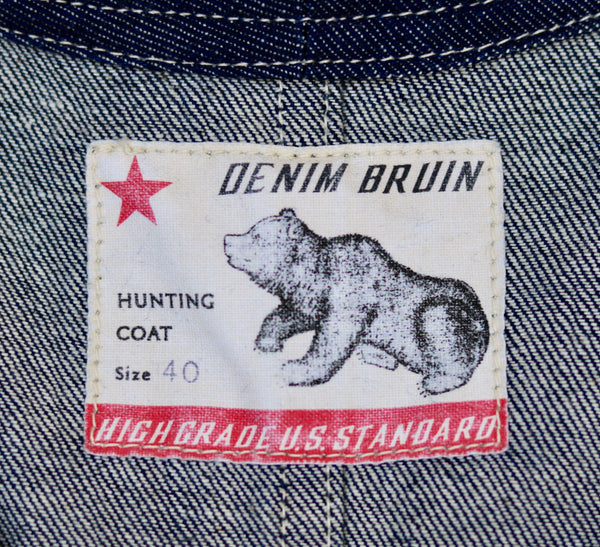 DENIM BRUIN
HUNTING
COAT
Size 40
HIGH GRADE U.S. STANDARD